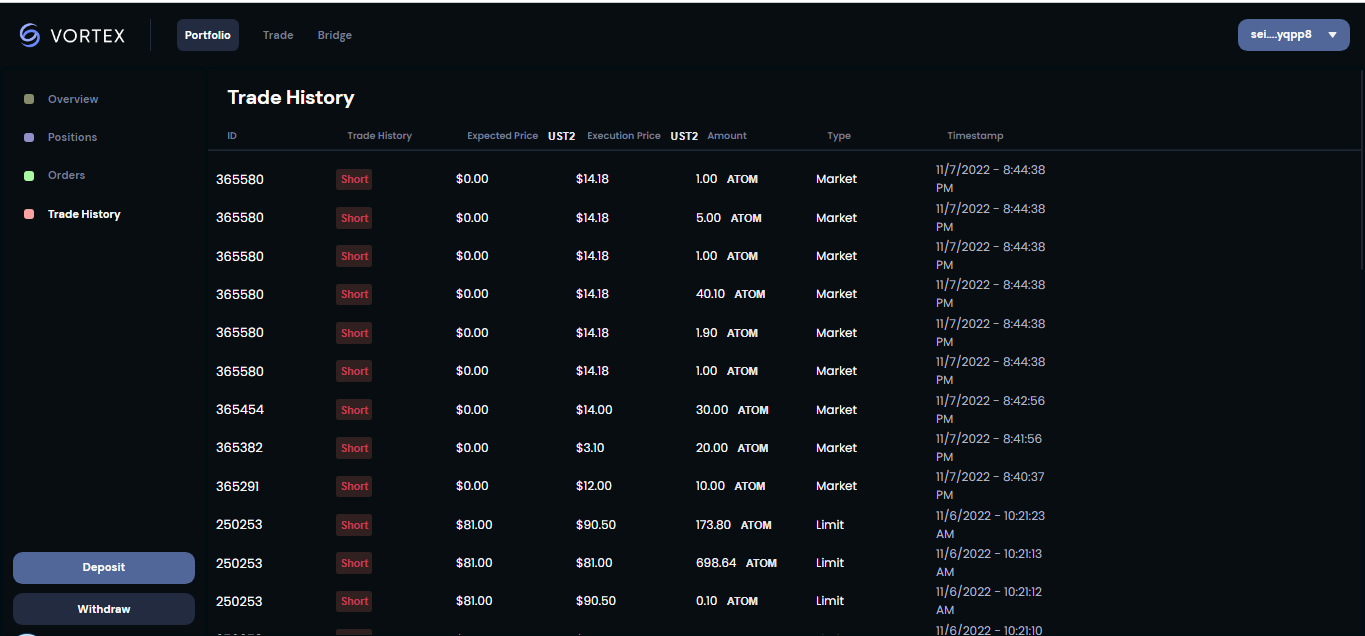 VORTEX
Portfolio
Trade
Bridge
sei....yqpp8
Overview
Positions
Orders
Trade History
Deposit
Withdraw
Trade History
ID Trade History Expected Price UST2 Execution Price UST2 Amount Type Timestamp
365580 Short $0.00 $14.18 1.00 ATOM Market 11/7/2022 - 8:44:38
PM
365580 Short $0.00 $14.18 5.00 ATOM Market 11/7/2022 - 8:44:38
PM
365580 Short $0.00 $14.18 1.00 ATOM Market 11/7/2022 - 8:44:38
PM
365580 Short $0.00 $14.18 40.10 ATOM Market 11/7/2022 - 8:44:38
PM
365580 Short $0.00 $14.18 1.90 ATOM Market 11/7/2022 - 8:44:38
PM
365580 Short $0.00 $14.18 1.00 ATOM Market 11/7/2022 - 8:44:38
PM
365454 Short $0.00 $14.00 30.00 ATOM Market 11/7/2022 - 8:42:56
PM
365382 Short $0.00 $3.10 20.00 ATOM Market 11/7/2022 - 8:41:56
PM
365291 Short $0.00 $12.00 10.00 ATOM Market 11/7/2022 - 8:40:37
PM
250253 Short $81.00 $90.50 173.80 ATOM Limit 11/6/2022 - 10:21:23
AM
250253 Short $81.00 $81.00 698.64 ATOM Limit 11/6/2022 - 10:21:13
AM
250253 Short $81.00 $90.50 0.10 ATOM Limit 11/6/2022 - 10:21:12
AM
11/6/2022 - 10:21:10